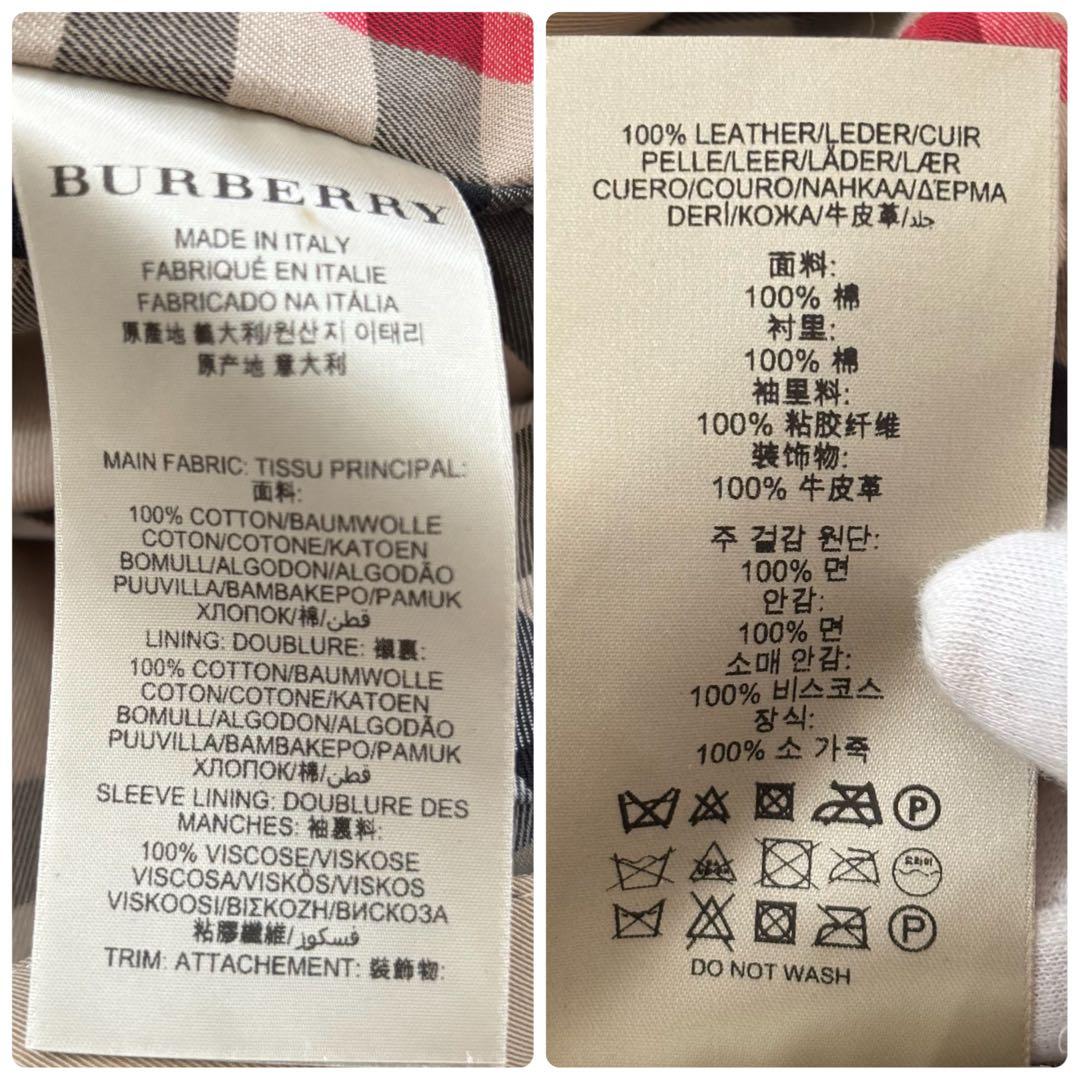 BURBERRY
MADE IN ITALY
FABRIQUÉ EN ITALIE
FABRICADO NA ITÁLIA
原產地 義大利/원산지 이태리
原产地 意大利
MAIN FABRIC: TISSU PRINCIPAL:
面料:
100% COTTON/BAUMWOLLE
COTON/COTONE/KATOEN
BOMULL/ALGODON/ALGODÃO
PUUVILLA/BAMBAKEPO/PAMUK
ХЛОПОК/棉/قطن
LINING: DOUBLURE: 襯裏:
100% COTTON/BAUMWOLLE
COTON/COTONE/KATOEN
BOMULL/ALGODON/ALGODÃO
PUUVILLA/BAMBAKEPO/PAMUK
ХЛОПОК/棉/قطن
SLEEVE LINING: DOUBLURE DES
MANCHES: 袖裏料:
100% VISCOSE/VISKOSE
VISCOSA/VISKÖS/VISKOS
VISKOOSI/ΒΙΣΚΟΖΗ/ВИСКОЗА
粘膠纖維/فسكوز
TRIM: ATTACHEMENT: 裝飾物:
100% LEATHER/LEDER/CUIR
PELLE/LEER/LÄDER/LÆR
CUERO/COURO/NAHKAA/ΔΈΡΜΑ
DERİ/КОЖА/牛皮革/جلد
面料:
100% 棉
衬里:
100% 棉
袖里料:
100% 粘胶纤维
装饰物:
100% 牛皮革
주 겉감 원단:
100% 면
안감:
100% 면
소매 안감:
100% 비스코스
장식:
100% 소 가죽
P
드라이
P
DO NOT WASH